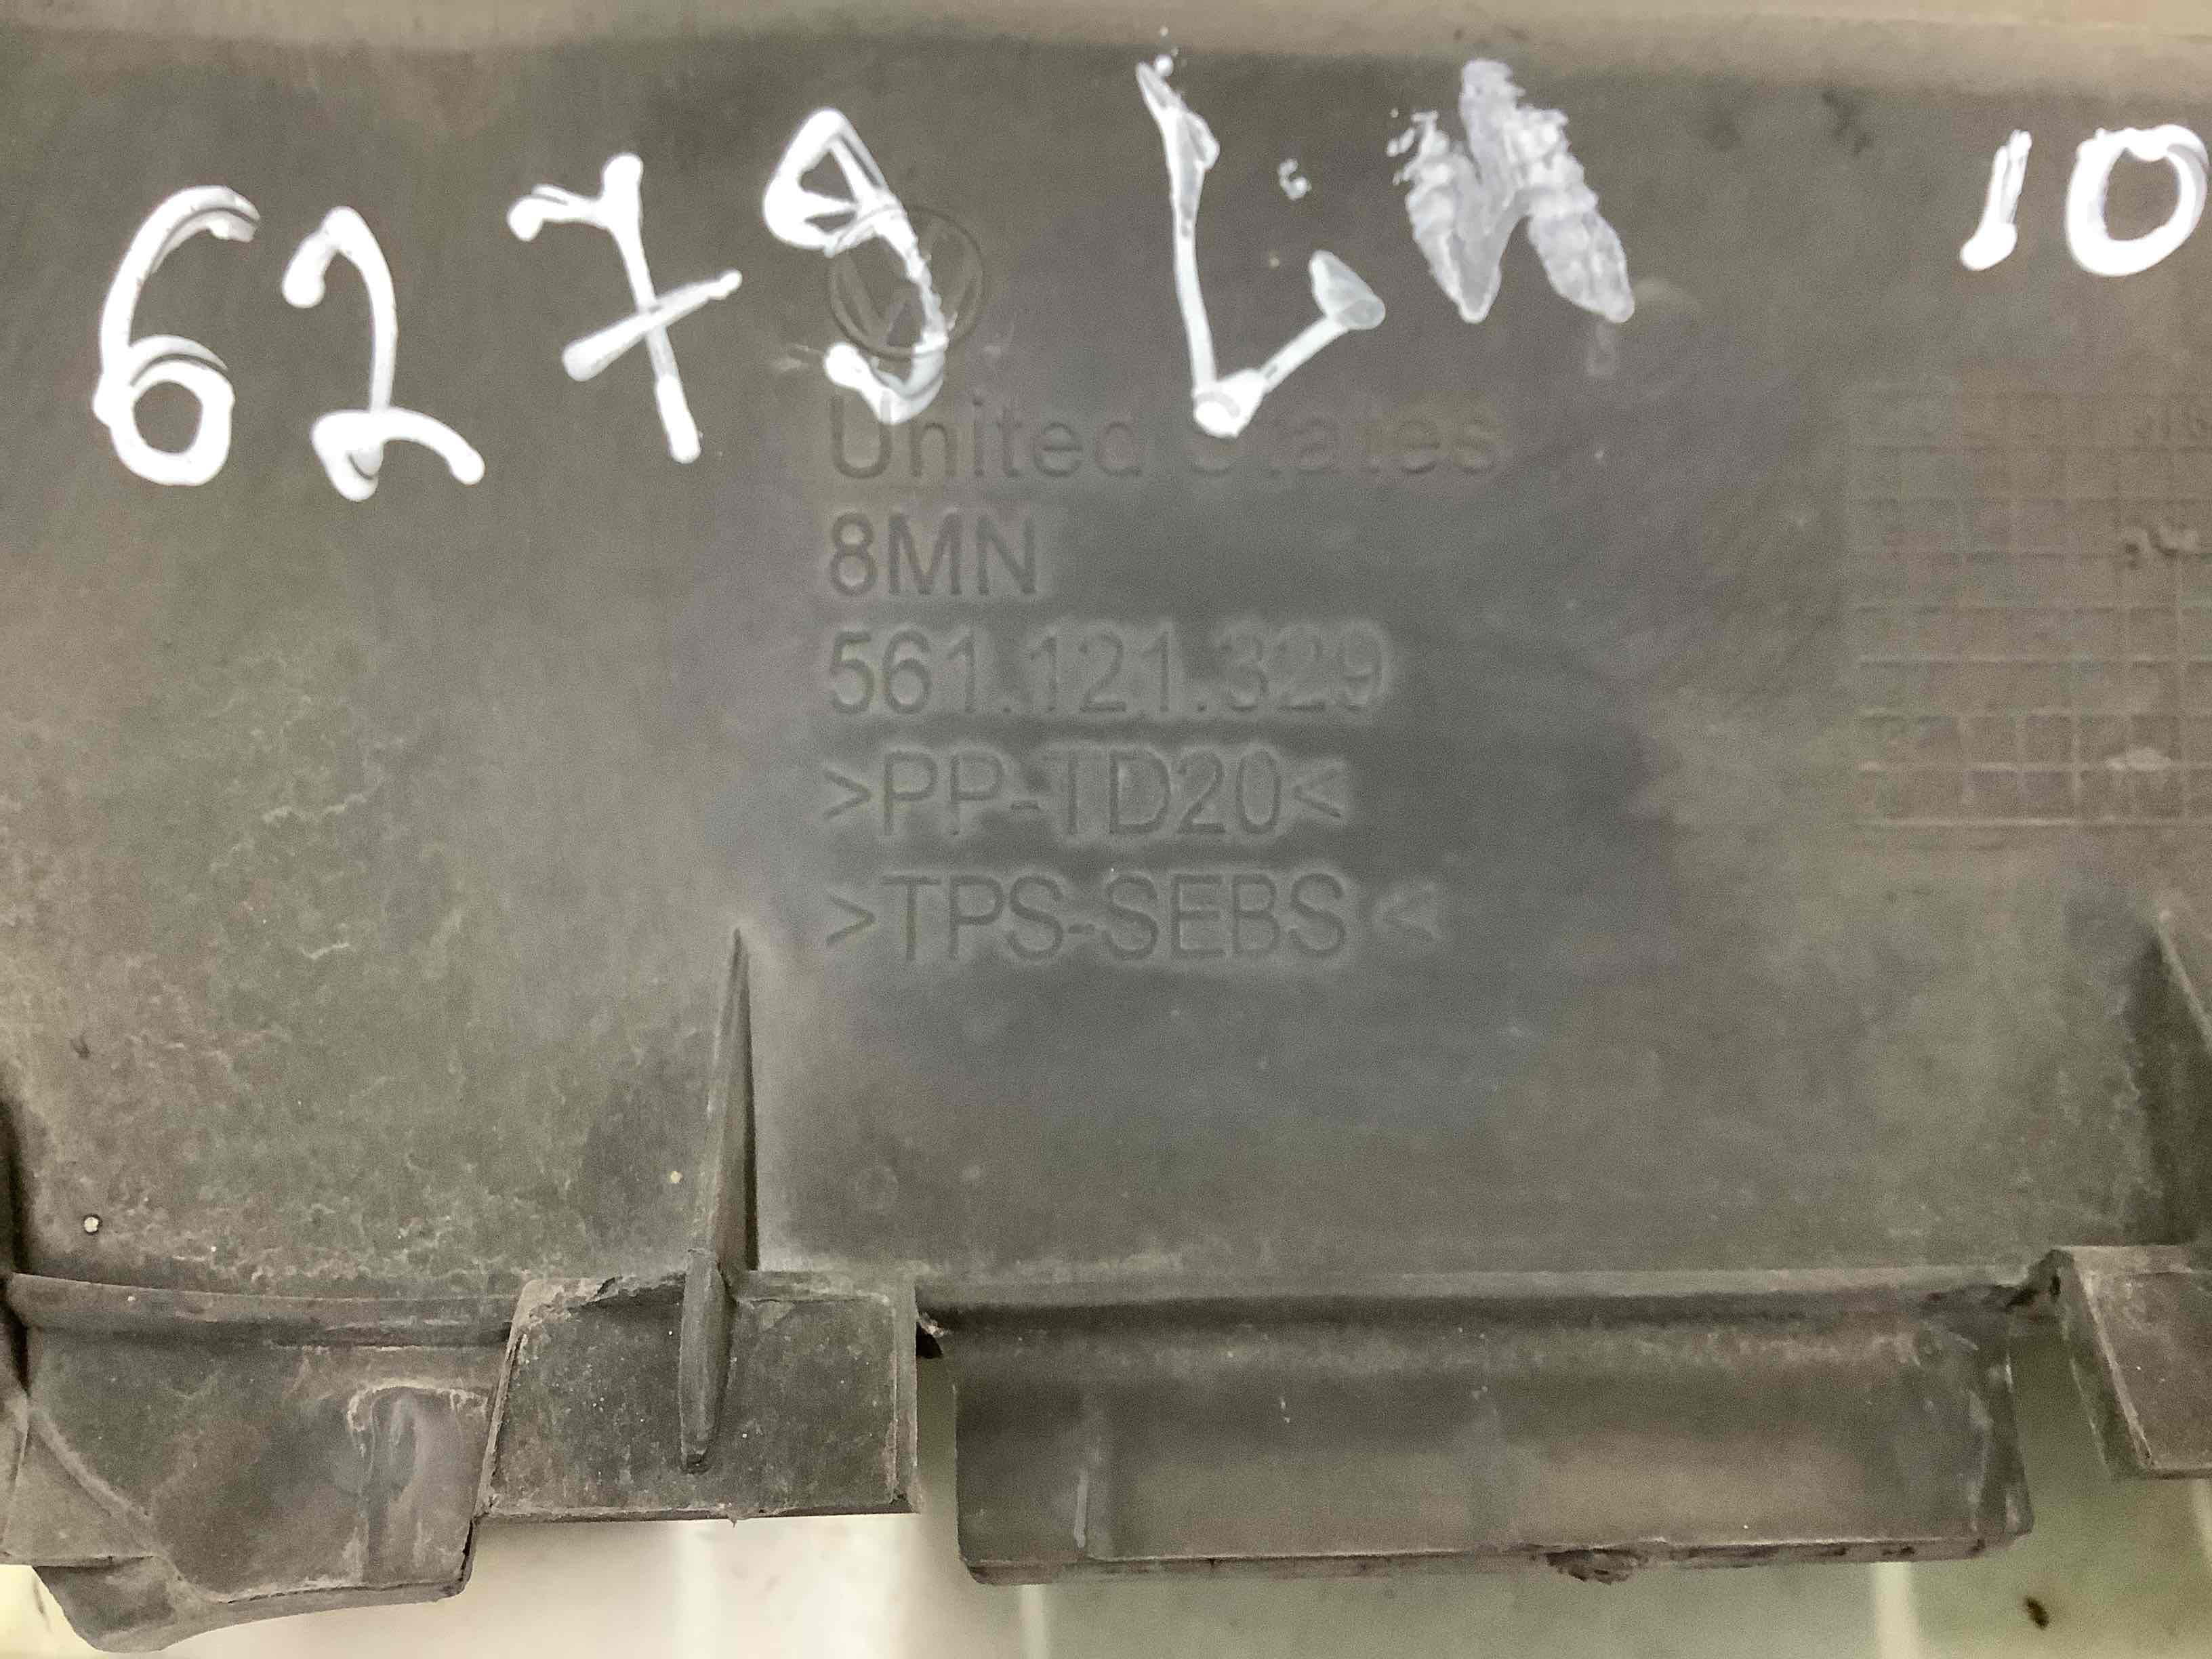 6279 LH 10
United States
8MN
561.121.329
>PP-TD20<
>TPS-SEBS<